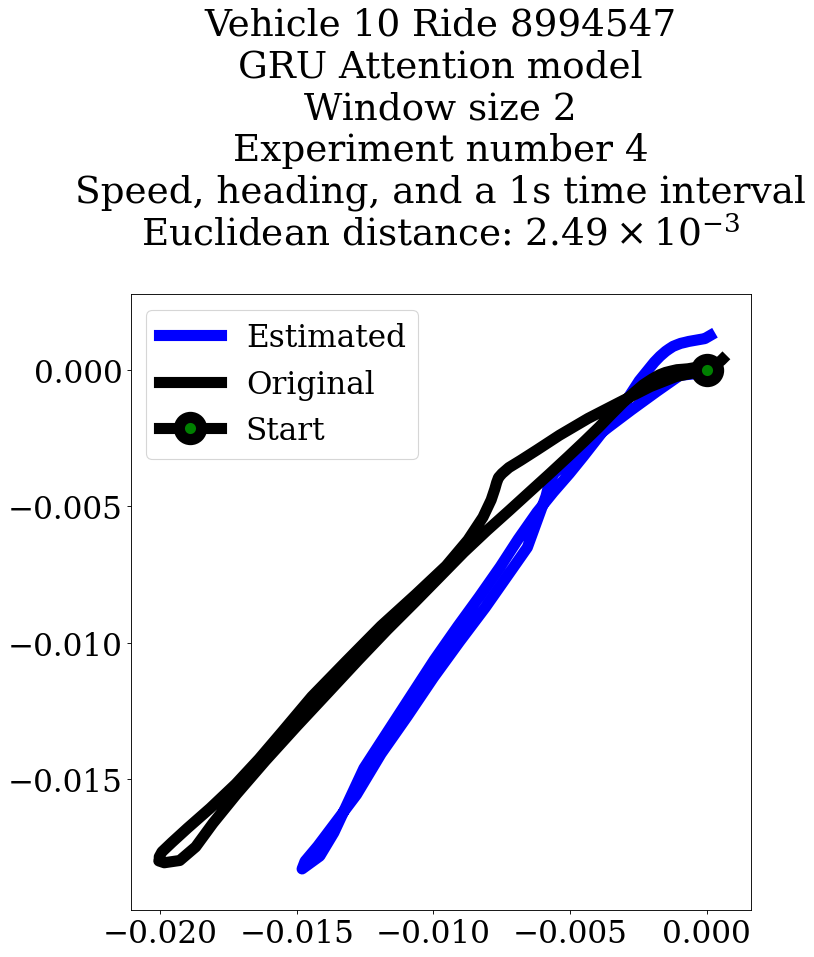 Vehicle 10 Ride 8994547
GRU Attention model
Window size 2
Experiment number 4
Speed, heading, and a 1s time interval
Euclidean distance: 2.49 × 10⁻³
Estimated
Original
Start
0.000
−0.005
−0.010
−0.015
−0.020 −0.015 −0.010 −0.005 0.000